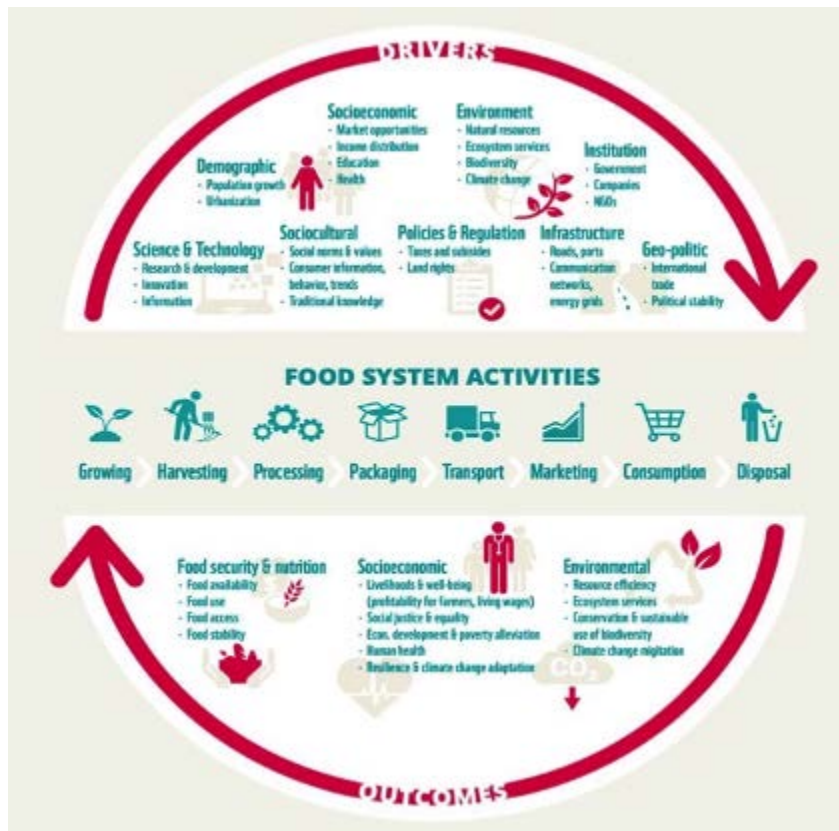 DRIVERS
Socioeconomic
- Market opportunities
- Income distribution
- Education
- Health
Environment
- Natural resources
- Ecosystem services
- Biodiversity
- Climate change
Institution
- Government
- Companies
- NGOs
Demographic
- Population growth
- Urbanization
Science & Technology
- Research & development
- Innovation
- Information
Sociocultural
- Social norms & values
- Consumer information,
behavior, trends
- Traditional knowledge
Policies & Regulation
- Taxes and subsidies
- Land rights
Infrastructure
- Roads, ports
- Communication
networks,
energy grids
Geo-politic
- International
trade
- Political stability
FOOD SYSTEM ACTIVITIES
Growing
Harvesting
Processing
Packaging
Transport
Marketing
Consumption
Disposal
Food security & nutrition
- Food availability
- Food use
- Food access
- Food stability
Socioeconomic
- Livelihoods & well-being
(profitability for farmers, living wages)
- Social justice & equality
- Econ. development & poverty alleviation
- Human health
- Resilience & climate change adaptation
Environmental
- Resource efficiency
- Ecosystem services
- Conservation & sustainable
use of biodiversity
- Climate change migitation
CO₂
OUTCOMES